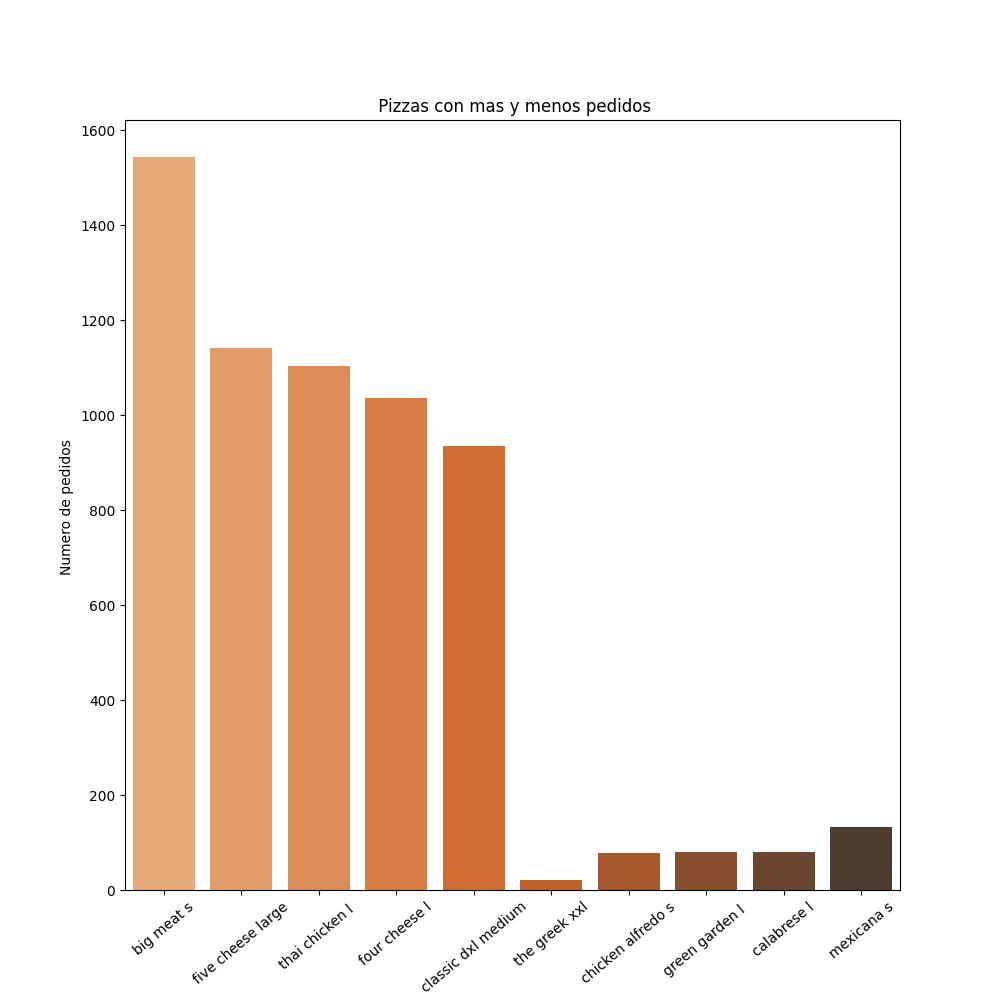 Pizzas con mas y menos pedidos
1600
1400
1200
1000
800
600
400
200
0
Numero de pedidos
big meat s
five cheese large
thai chicken l
four cheese l
classic dxl medium
the greek xxl
chicken alfredo s
green garden l
calabrese l
mexicana s